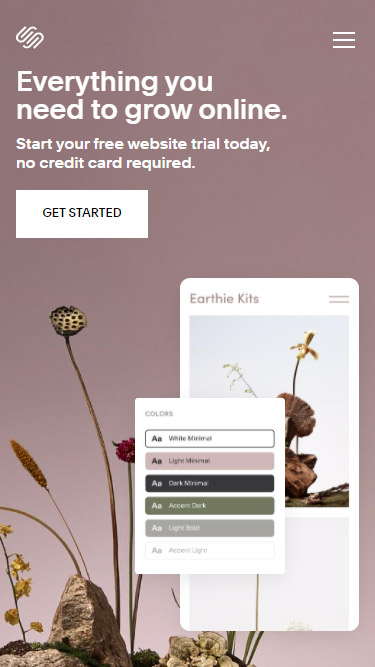 Everything you
need to grow online.
Start your free website trial today,
no credit card required.
GET STARTED
Earthie Kits
COLORS
Aa White Minimal
Aa Light Minimal
Aa Dark Minimal
Aa Accent Dark
Aa Light Bold
Aa Accent Light